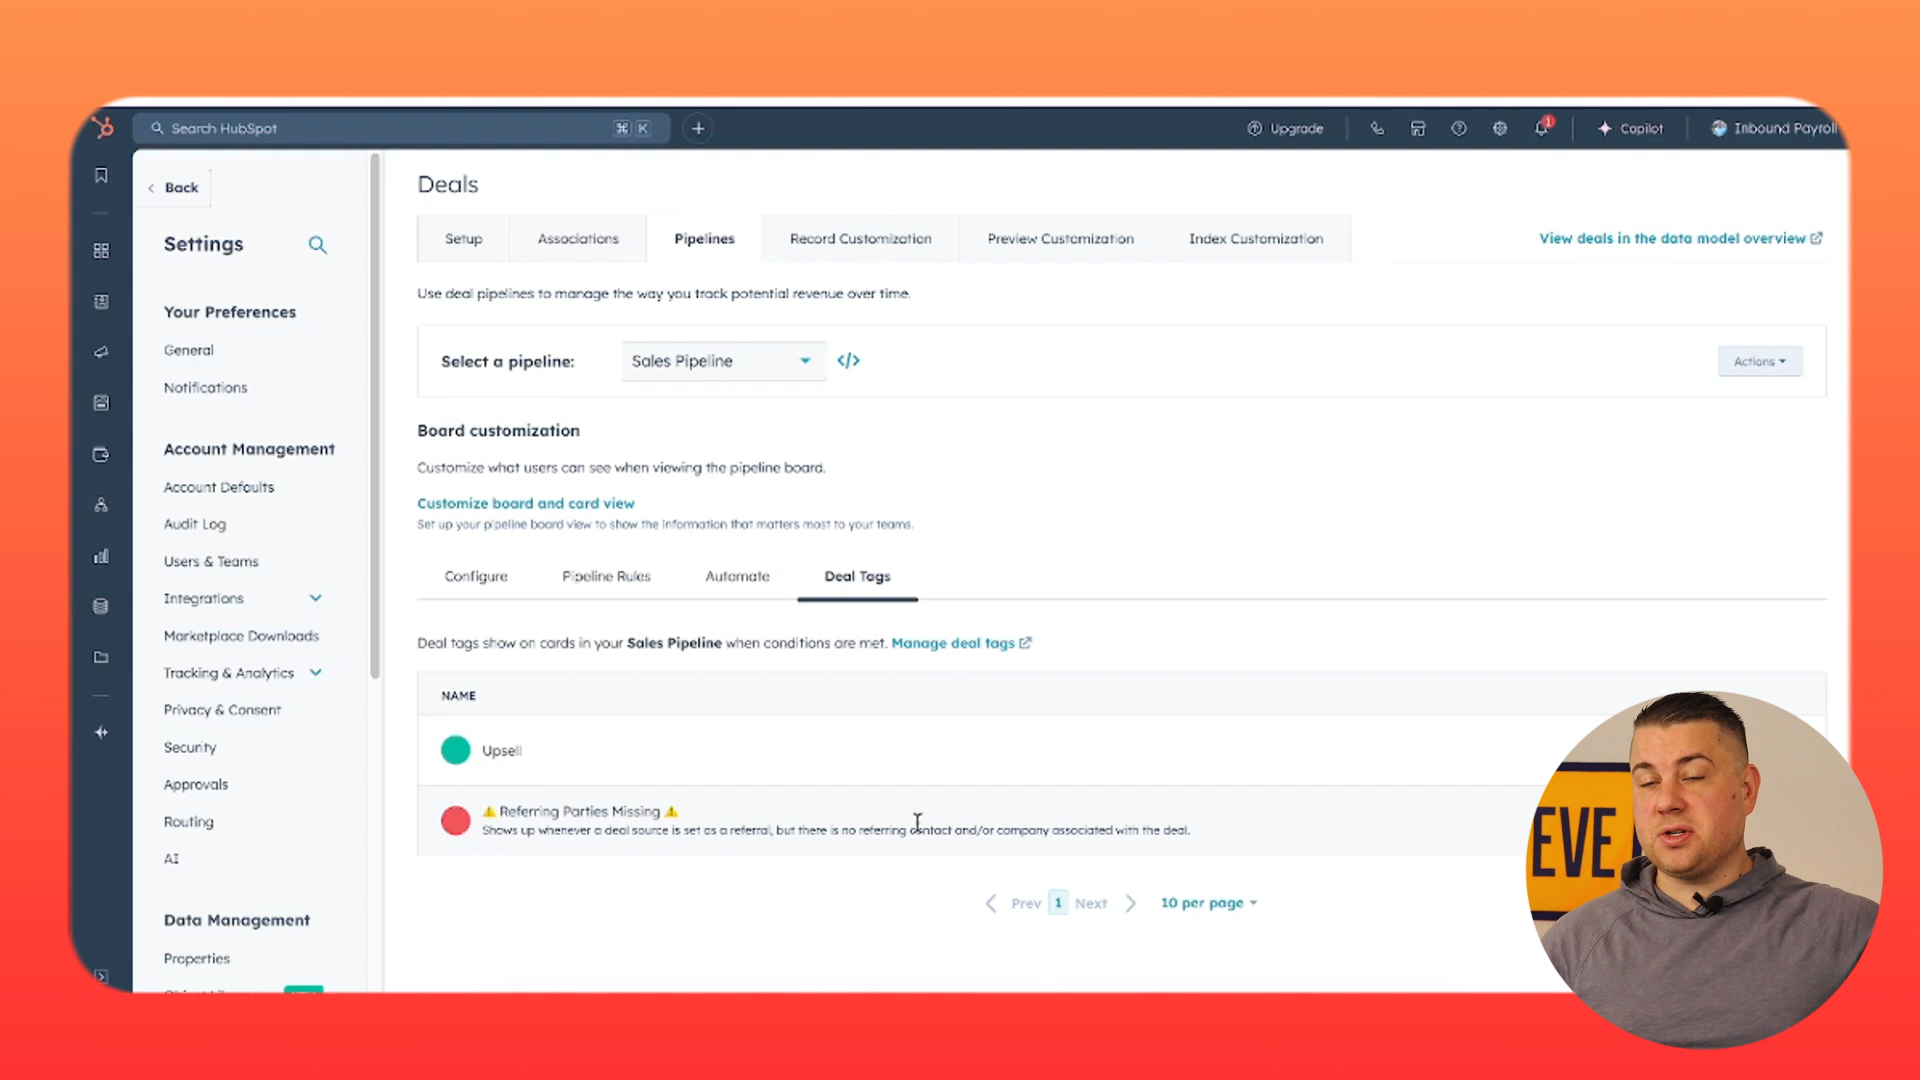 Search HubSpot
⌘ K
Upgrade
1
Copilot
Inbound Payroll
Back
Settings
Your Preferences
General
Notifications
Account Management
Account Defaults
Audit Log
Users & Teams
Integrations
Marketplace Downloads
Tracking & Analytics
Privacy & Consent
Security
Approvals
Routing
AI
Data Management
Properties
Deals
Setup
Associations
Pipelines
Record Customization
Preview Customization
Index Customization
View deals in the data model overview
Use deal pipelines to manage the way you track potential revenue over time.
Select a pipeline:
Sales Pipeline
</>
Actions
Board customization
Customize what users can see when viewing the pipeline board.
Customize board and card view
Set up your pipeline board view to show the information that matters most to your teams.
Configure
Pipeline Rules
Automate
Deal Tags
Deal tags show on cards in your Sales Pipeline when conditions are met. Manage deal tags
NAME
Upsell
⚠️ Referring Parties Missing ⚠️
Shows up whenever a deal source is set as a referral, but there is no referring contact and/or company associated with the deal.
Prev 1 Next
10 per page
EVE